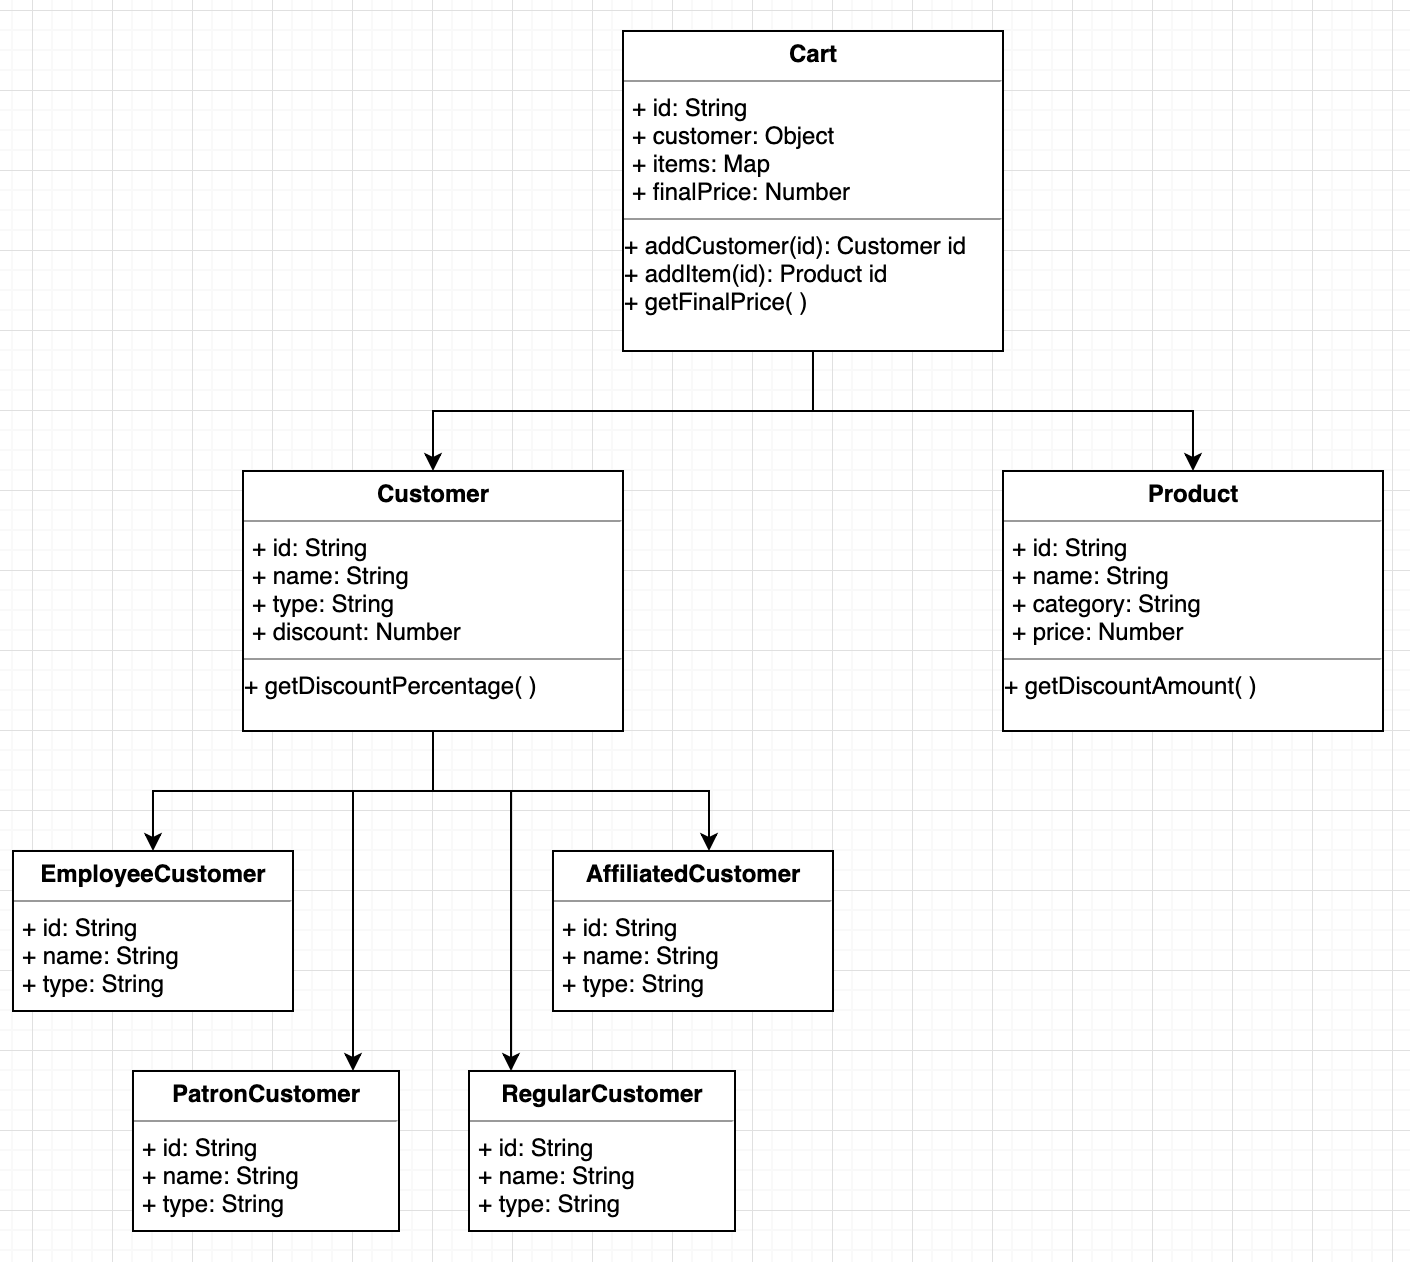 Cart
+ id: String
+ customer: Object
+ items: Map
+ finalPrice: Number
+ addCustomer(id): Customer id
+ addItem(id): Product id
+ getFinalPrice( )
Customer
+ id: String
+ name: String
+ type: String
+ discount: Number
+ getDiscountPercentage( )
Product
+ id: String
+ name: String
+ category: String
+ price: Number
+ getDiscountAmount( )
EmployeeCustomer
+ id: String
+ name: String
+ type: String
AffiliatedCustomer
+ id: String
+ name: String
+ type: String
PatronCustomer
+ id: String
+ name: String
+ type: String
RegularCustomer
+ id: String
+ name: String
+ type: String